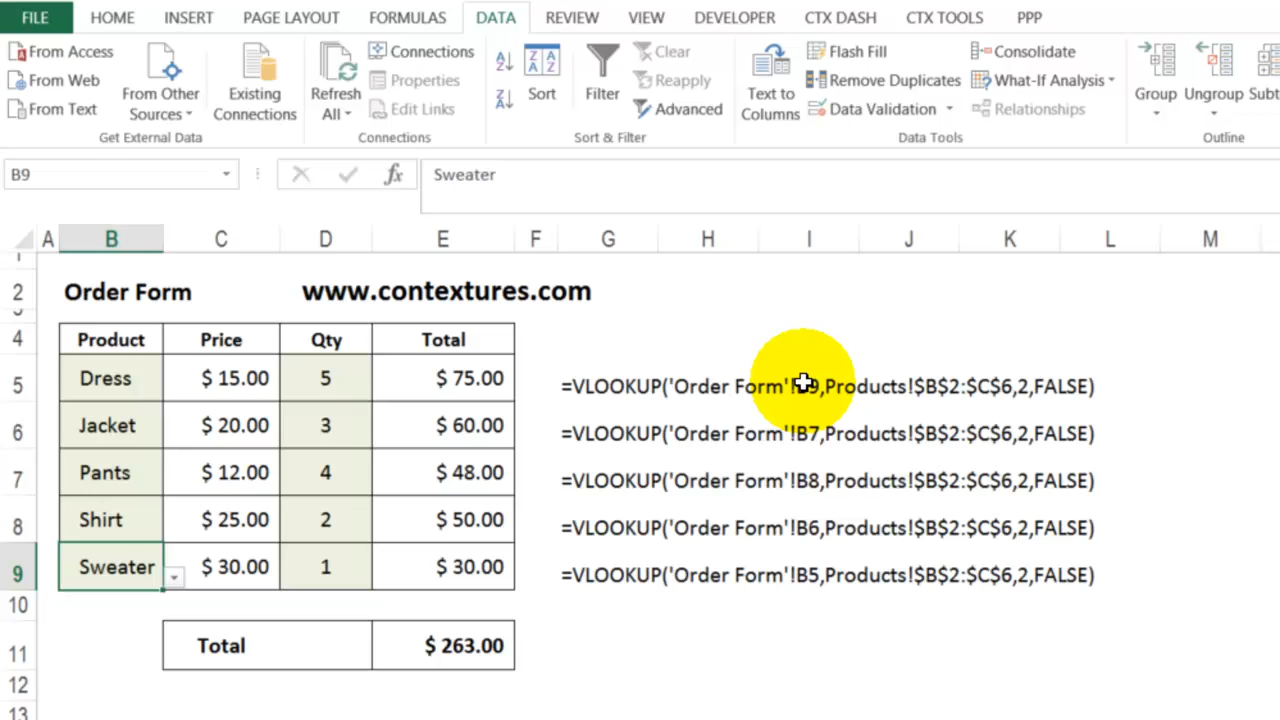 FILE HOME INSERT PAGE LAYOUT FORMULAS DATA REVIEW VIEW DEVELOPER CTX DASH CTX TOOLS PPP
From Access
From Web
From Text
From Other
Sources
Existing
Connections
Get External Data
Refresh
All
Connections
Properties
Edit Links
Connections
Sort
Filter
Clear
Reapply
Advanced
Sort & Filter
Text to
Columns
Flash Fill
Remove Duplicates
Data Validation
Consolidate
What-If Analysis
Relationships
Data Tools
Group
Ungroup
Outline
B9 fx Sweater
A B C D E F G H I J K L M
2 Order Form www.contextures.com
4 Product Price Qty Total
5 Dress $ 15.00 5 $ 75.00 =VLOOKUP('Order Form'!B9,Products!$B$2:$C$6,2,FALSE)
6 Jacket $ 20.00 3 $ 60.00 =VLOOKUP('Order Form'!B7,Products!$B$2:$C$6,2,FALSE)
7 Pants $ 12.00 4 $ 48.00 =VLOOKUP('Order Form'!B8,Products!$B$2:$C$6,2,FALSE)
8 Shirt $ 25.00 2 $ 50.00 =VLOOKUP('Order Form'!B6,Products!$B$2:$C$6,2,FALSE)
9 Sweater $ 30.00 1 $ 30.00 =VLOOKUP('Order Form'!B5,Products!$B$2:$C$6,2,FALSE)
10
11 Total $ 263.00
12
13